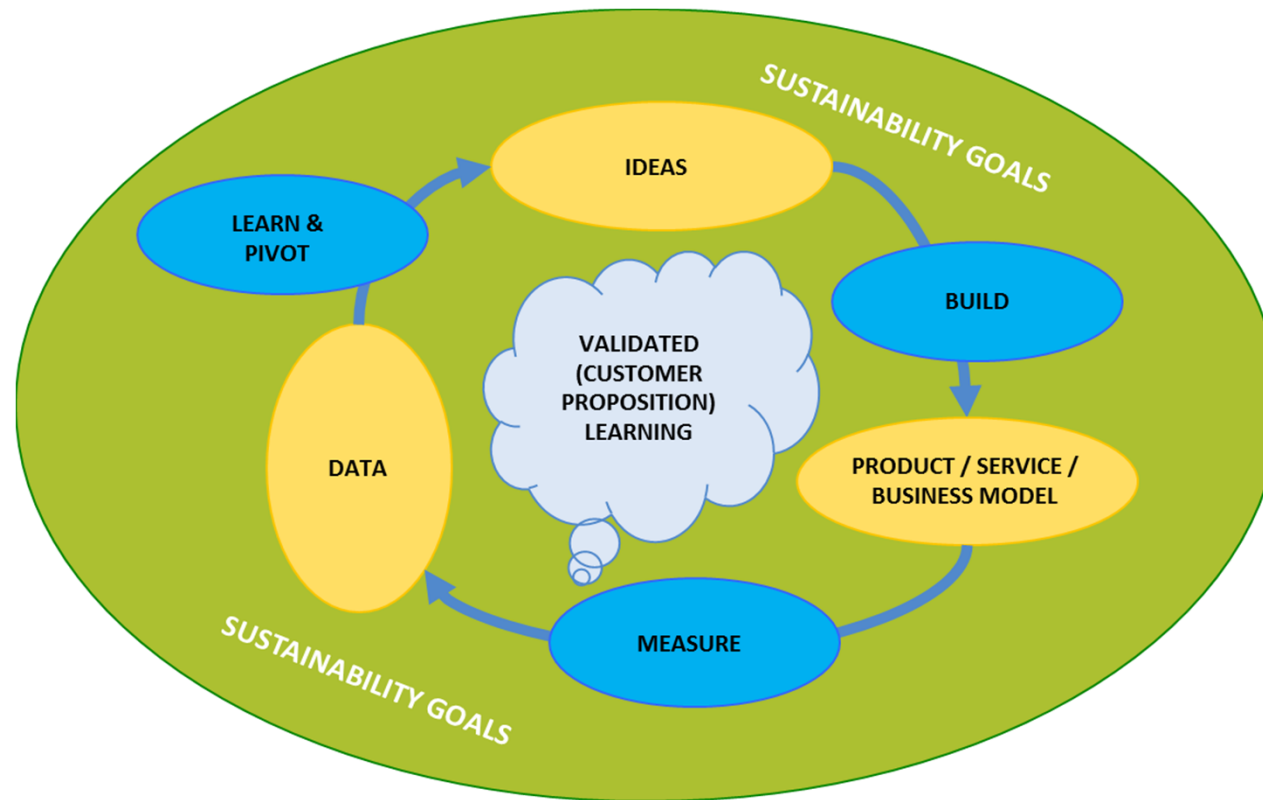 SUSTAINABILITY GOALS
IDEAS
LEARN &
PIVOT
BUILD
VALIDATED
(CUSTOMER
PROPOSITION)
LEARNING
DATA
PRODUCT / SERVICE /
BUSINESS MODEL
MEASURE
SUSTAINABILITY GOALS